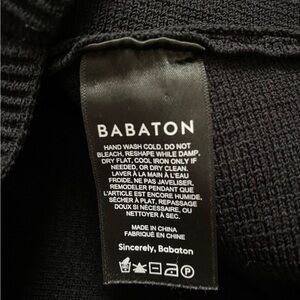 BABATON
HAND WASH COLD, DO NOT
BLEACH, RESHAPE WHILE DAMP.
DRY FLAT, COOL IRON ONLY IF
NEEDED, OR DRY CLEAN.
LAVER À LA MAIN À L'EAU
FROIDE, NE PAS JAVELISER,
REMODELER PENDANT QUE
L'ARTICLE EST ENCORE HUMIDE.
SÉCHER À PLAT, REPASSAGE
DOUX SI NÉCESSAIRE, OU
NETTOYER À SEC.
MADE IN CHINA
FABRIQUÉ EN CHINE
Sincerely, Babaton
P